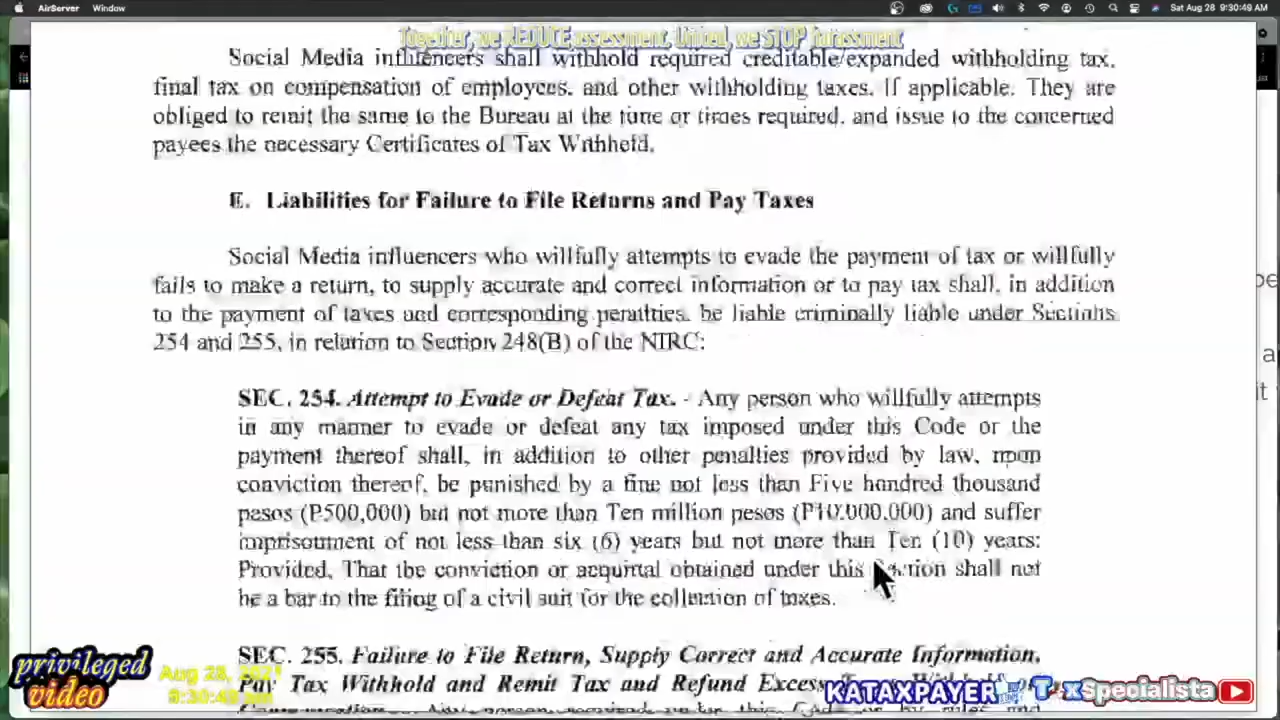 AirServer Window Sat Aug 28 9:30:49 AM
Together, we REDUCE assessment. United, we STOP harassment
Social Media influencers shall withhold required creditable/expanded withholding tax,
final tax on compensation of employees, and other withholding taxes, If applicable. They are
obliged to remit the same to the Bureau at the time or times required, and issue to the concerned
payees the necessary Certificates of Tax Withheld.
E. Liabilities for Failure to File Returns and Pay Taxes
Social Media influencers who willfully attempts to evade the payment of tax or willfully
fails to make a return, to supply accurate and correct information or to pay tax shall, in addition
to the payment of taxes and corresponding penalties, be liable criminally liable under Sections
254 and 255, in relation to Section 248(B) of the NIRC:
SEC. 254. Attempt to Evade or Defeat Tax. - Any person who willfully attempts
in any manner to evade or defeat any tax imposed under this Code or the
payment thereof shall, in addition to other penalties provided by law, upon
conviction thereof, be punished by a fine not less than Five hundred thousand
pesos (P500,000) but not more than Ten million pesos (P10,000,000) and suffer
imprisonment of not less than six (6) years but not more than Ten (10) years:
Provided, That the conviction or acquittal obtained under this Section shall not
be a bar to the filing of a civil suit for the collection of taxes.
SEC. 255. Failure to File Return, Supply Correct and Accurate Information,
Pay Tax Withhold and Remit Tax and Refund Excess
privileged
video
Aug 28, 2021
9:30:49
KATAXPAYER TaxSpecialista